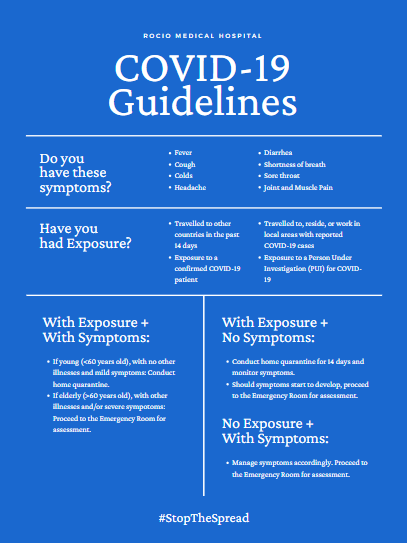 ROCIO MEDICAL HOSPITAL
COVID-19
Guidelines
Do you
have these
symptoms?
• Fever
• Cough
• Colds
• Headache
• Diarrhea
• Shortness of breath
• Sore throat
• Joint and Muscle Pain
Have you
had Exposure?
• Travelled to other
countries in the past
14 days
• Exposure to a
confirmed COVID-19
patient
• Travelled to, reside, or work in
local areas with reported
COVID-19 cases
• Exposure to a Person Under
Investigation (PUI) for COVID-
19
With Exposure +
With Symptoms:
• If young (<60 years old), with no other
illnesses and mild symptoms: Conduct
home quarantine.
• If elderly (>60 years old), with other
illnesses and/or severe symptoms:
Proceed to the Emergency Room for
assessment.
With Exposure +
No Symptoms:
• Conduct home quarantine for 14 days and
monitor symptoms.
• Should symptoms start to develop, proceed
to the Emergency Room for assessment.
No Exposure +
With Symptoms:
• Manage symptoms accordingly. Proceed to
the Emergency Room for assessment.
#StopTheSpread